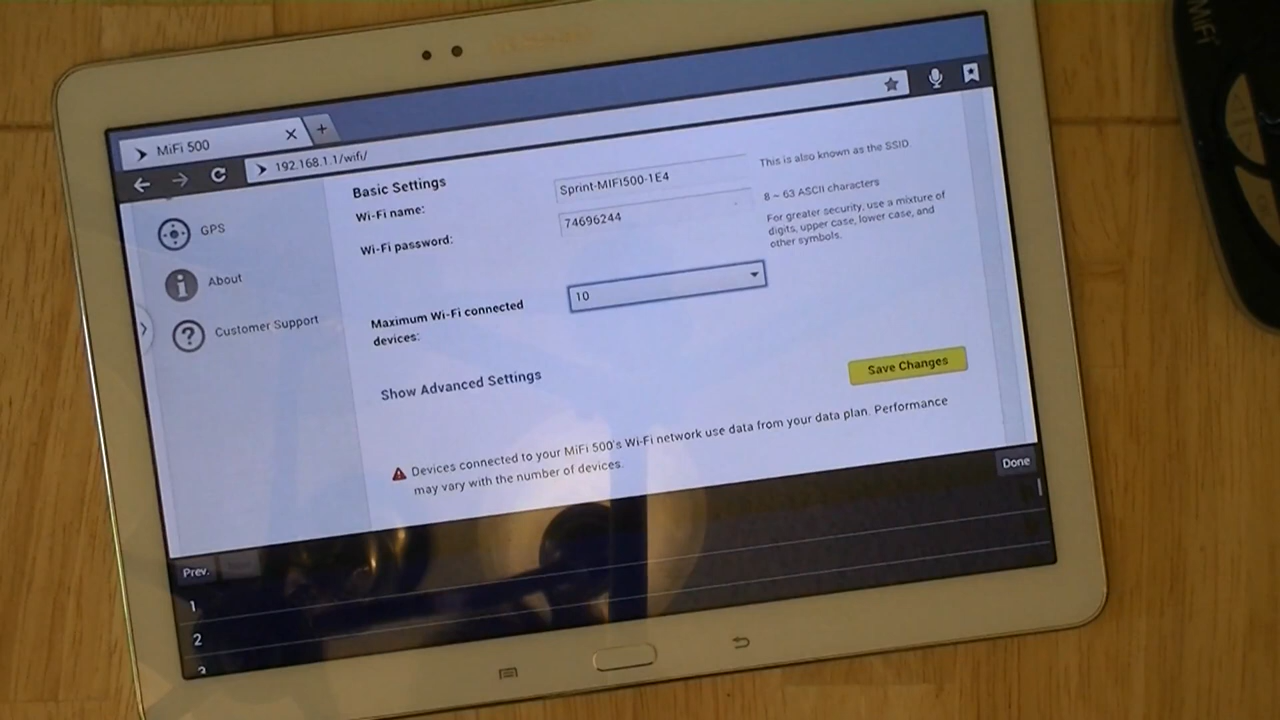 MiFi
MiFi 500
192.168.1.1/wifi/
GPS
About
Customer Support
Basic Settings
Wi-Fi name:
Sprint-MIFI500-1E4
This is also known as the SSID.
Wi-Fi password:
74696244
8 ~ 63 ASCII characters
For greater security, use a mixture of
digits, upper case, lower case, and
other symbols.
Maximum Wi-Fi connected
devices:
10
Show Advanced Settings
Save Changes
Devices connected to your MiFi 500's Wi-Fi network use data from your data plan. Performance
may vary with the number of devices.
Prev.
Done
1
2
3